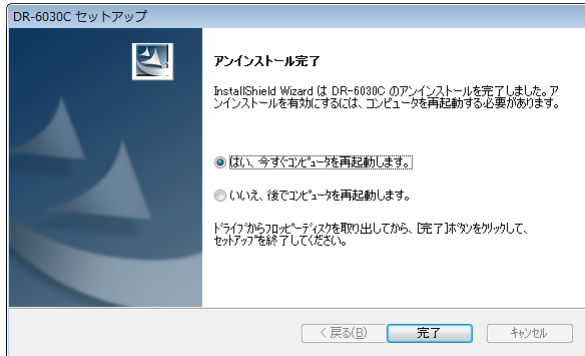 DR-6030C セットアップ
アンインストール完了
InstallShield Wizard は DR-6030C のアンインストールを完了しました。ア
ンインストールを有効にするには、コンピュータを再起動する必要があります。
はい、今すぐコンピュータを再起動します。
いいえ、後でコンピュータを再起動します。
ドライブからフロッピーディスクを取り出してから、[完了]ボタンをクリックして、
セットアップを終了してください。
< 戻る(B)
完了
キャンセル